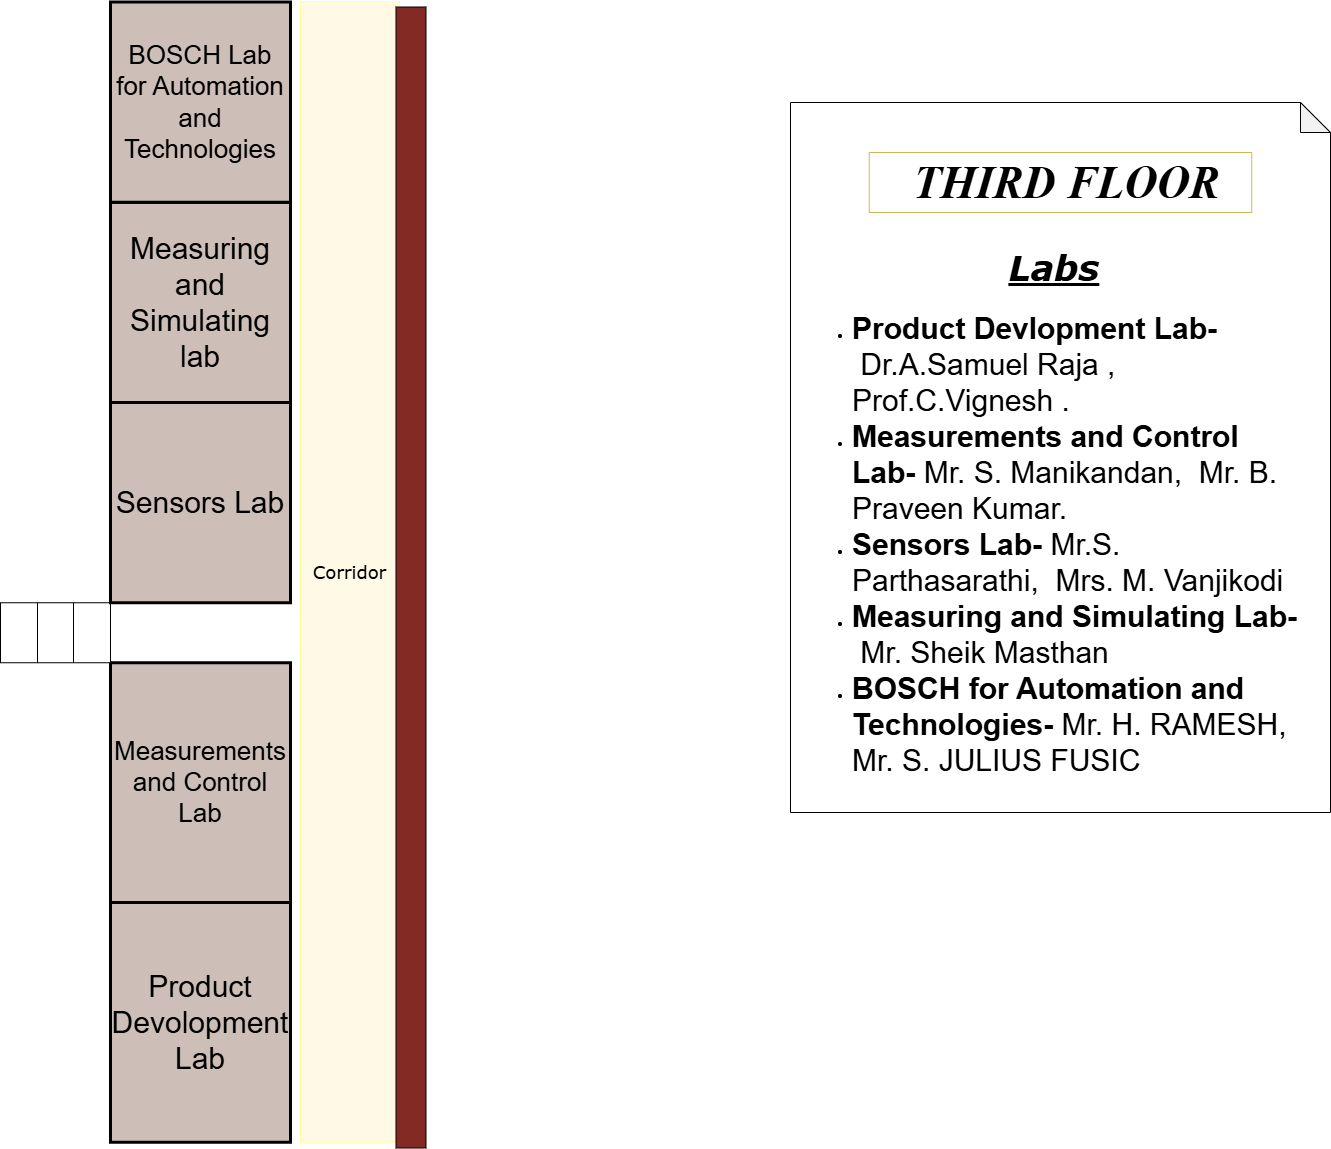 BOSCH Lab
for Automation
and
Technologies
Measuring
and
Simulating
lab
Sensors Lab
Corridor
Measurements
and Control
Lab
Product
Devolopment
Lab
THIRD FLOOR
Labs
Product Devlopment Lab-
Dr.A.Samuel Raja ,
Prof.C.Vignesh .
Measurements and Control
Lab- Mr. S. Manikandan,  Mr. B.
Praveen Kumar.
Sensors Lab- Mr.S.
Parthasarathi,  Mrs. M. Vanjikodi
Measuring and Simulating Lab-
Mr. Sheik Masthan
BOSCH for Automation and
Technologies- Mr. H. RAMESH,
Mr. S. JULIUS FUSIC